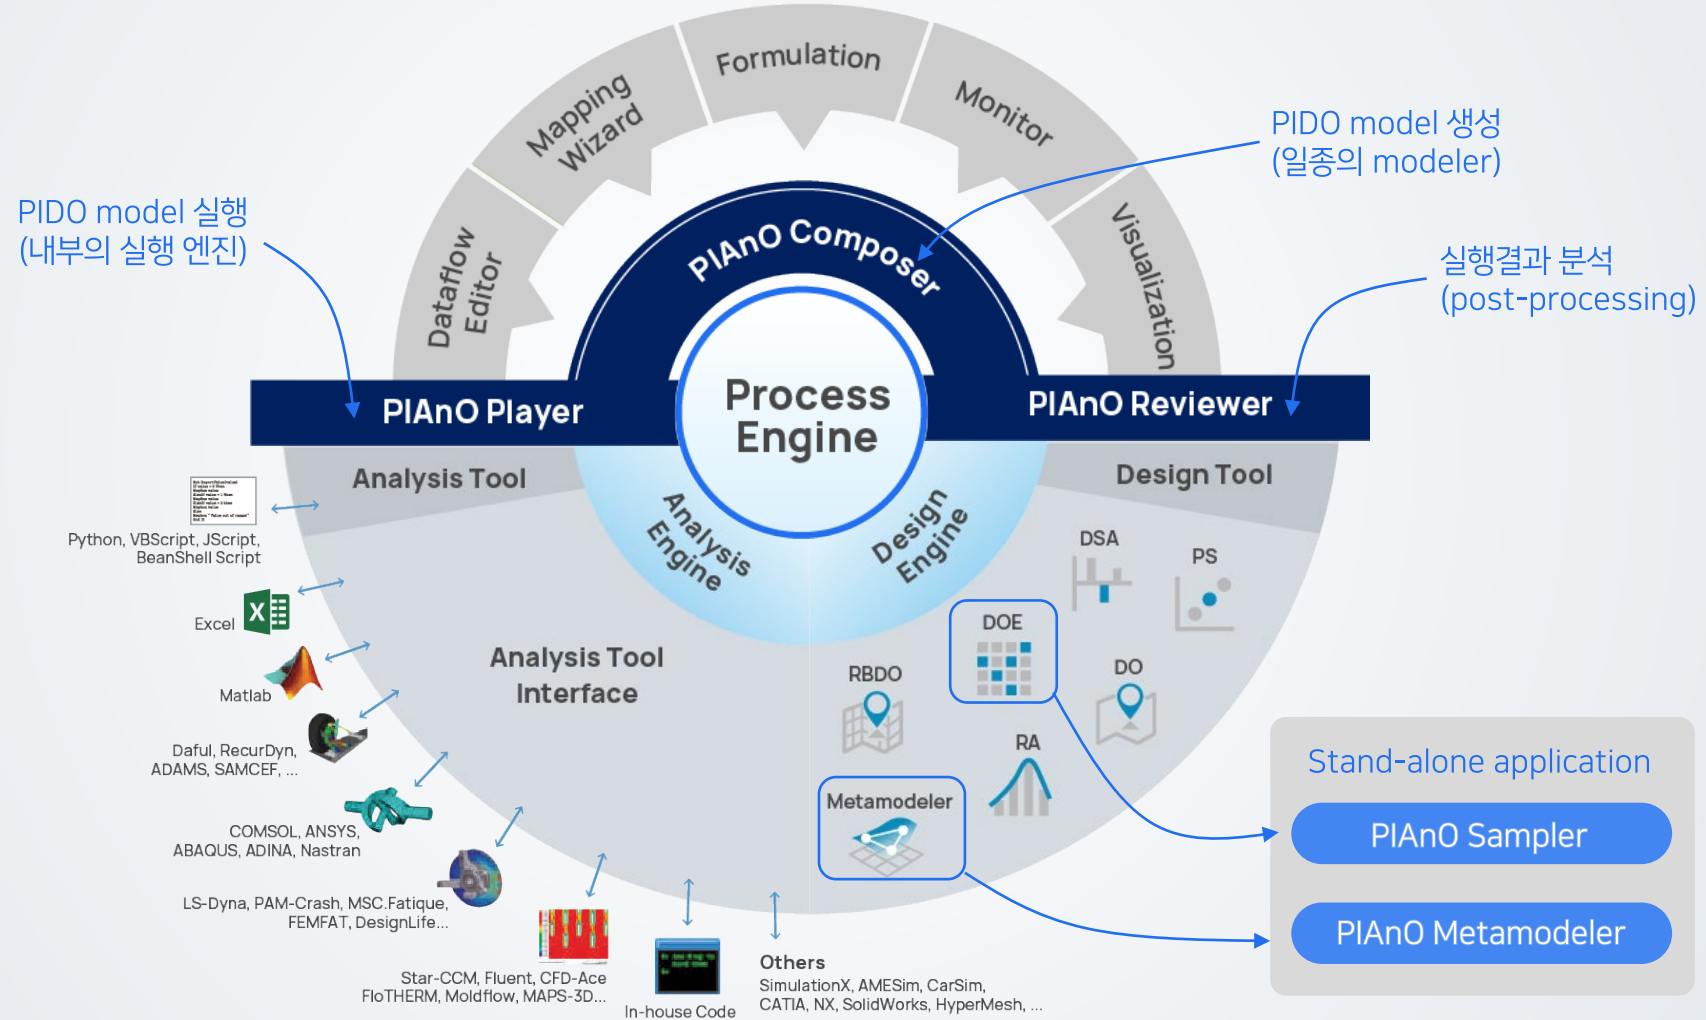 Formulation
Mapping
Wizard
Monitor
Dataflow
Editor
Visualization
PIDO model 생성
(일종의 modeler)
PIDO model 실행
(내부의 실행 엔진)
실행결과 분석
(post-processing)
PIAnO Composer
Process
Engine
PIAnO Player
PIAnO Reviewer
Analysis Tool
Design Tool
Analysis
Engine
Design
Engine
Python, VBScript, JScript,
BeanShell Script
Excel
Matlab
Daful, RecurDyn,
ADAMS, SAMCEF, ...
COMSOL, ANSYS,
ABAQUS, ADINA, Nastran
LS-Dyna, PAM-Crash, MSC.Fatique,
FEMFAT, DesignLife...
Star-CCM, Fluent, CFD-Ace
FloTHERM, Moldflow, MAPS-3D...
In-house Code
Others
SimulationX, AMESim, CarSim,
CATIA, NX, SolidWorks, HyperMesh, ...
Analysis Tool
Interface
DSA
PS
DOE
RBDO
DO
RA
Metamodeler
Stand-alone application
PIAnO Sampler
PIAnO Metamodeler